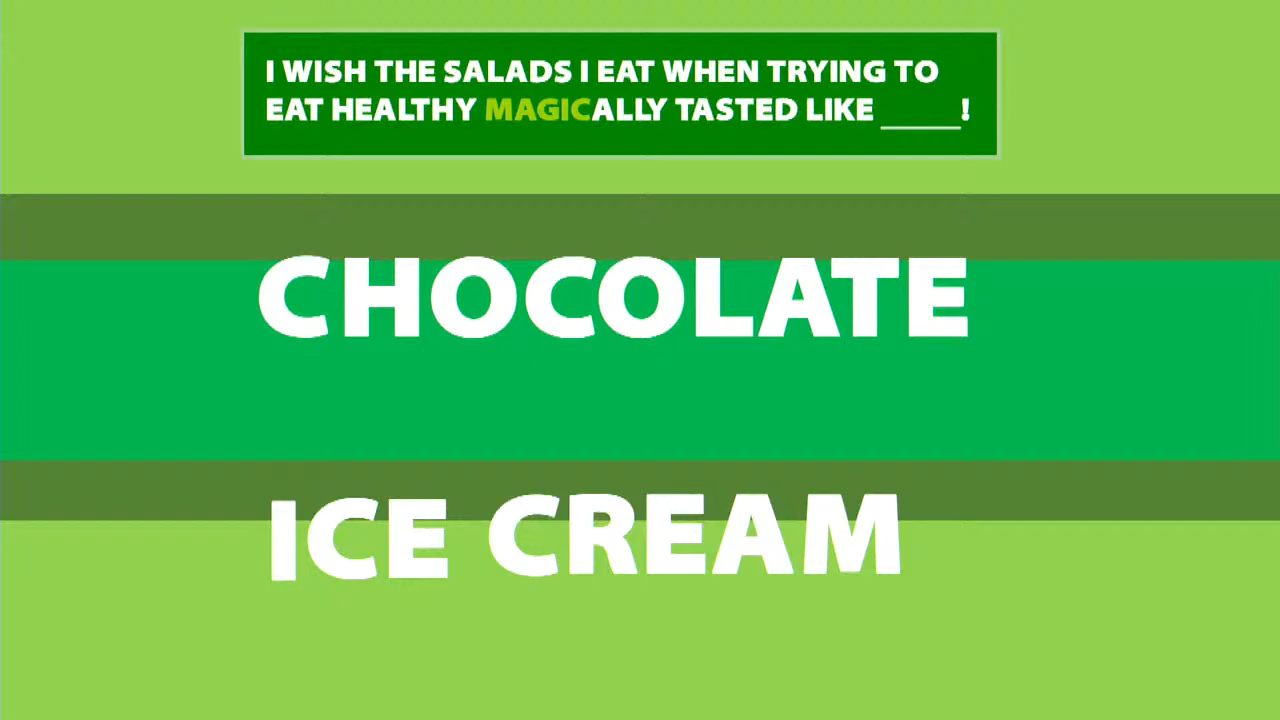 I WISH THE SALADS I EAT WHEN TRYING TO
EAT HEALTHY MAGICALLY TASTED LIKE _____!
CHOCOLATE
ICE CREAM